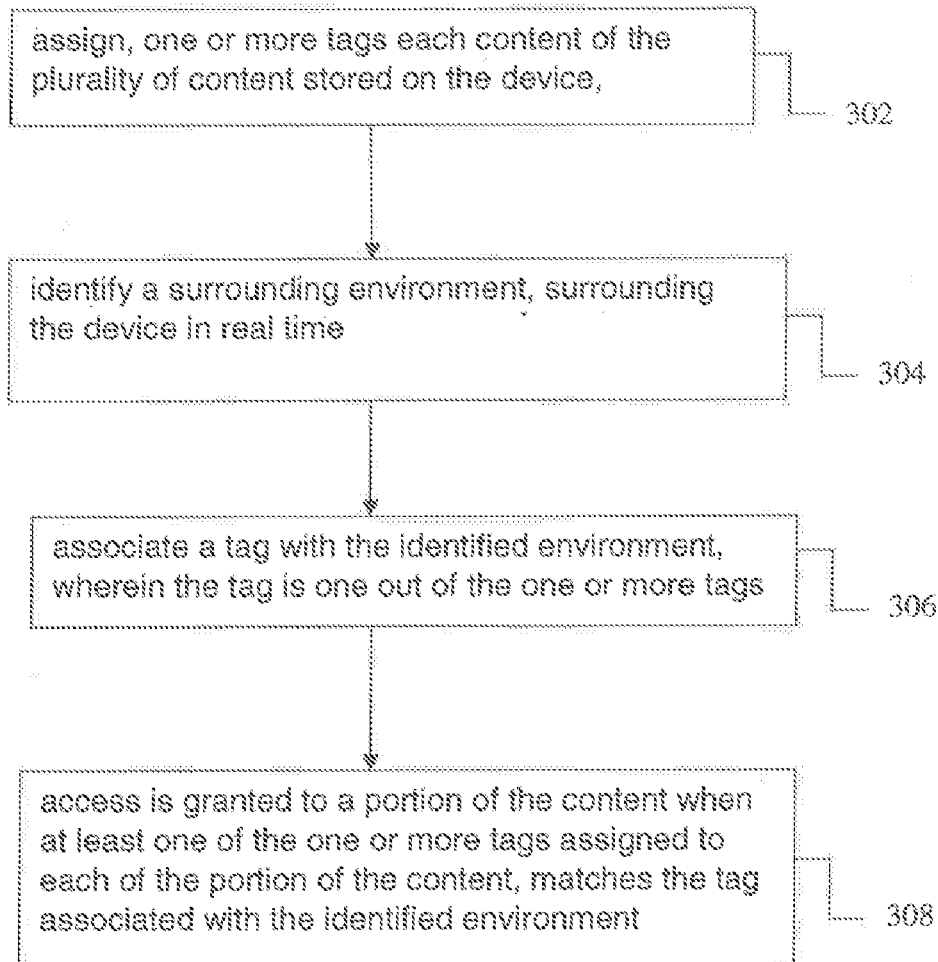 assign, one or more tags each content of the
plurality of content stored on the device,
302
identify a surrounding environment, surrounding
the device in real time
304
associate a tag with the identified environment,
wherein the tag is one out of the one or more tags
306
access is granted to a portion of the content when
at least one of the one or more tags assigned to
each of the portion of the content, matches the tag
associated with the identified environment
308